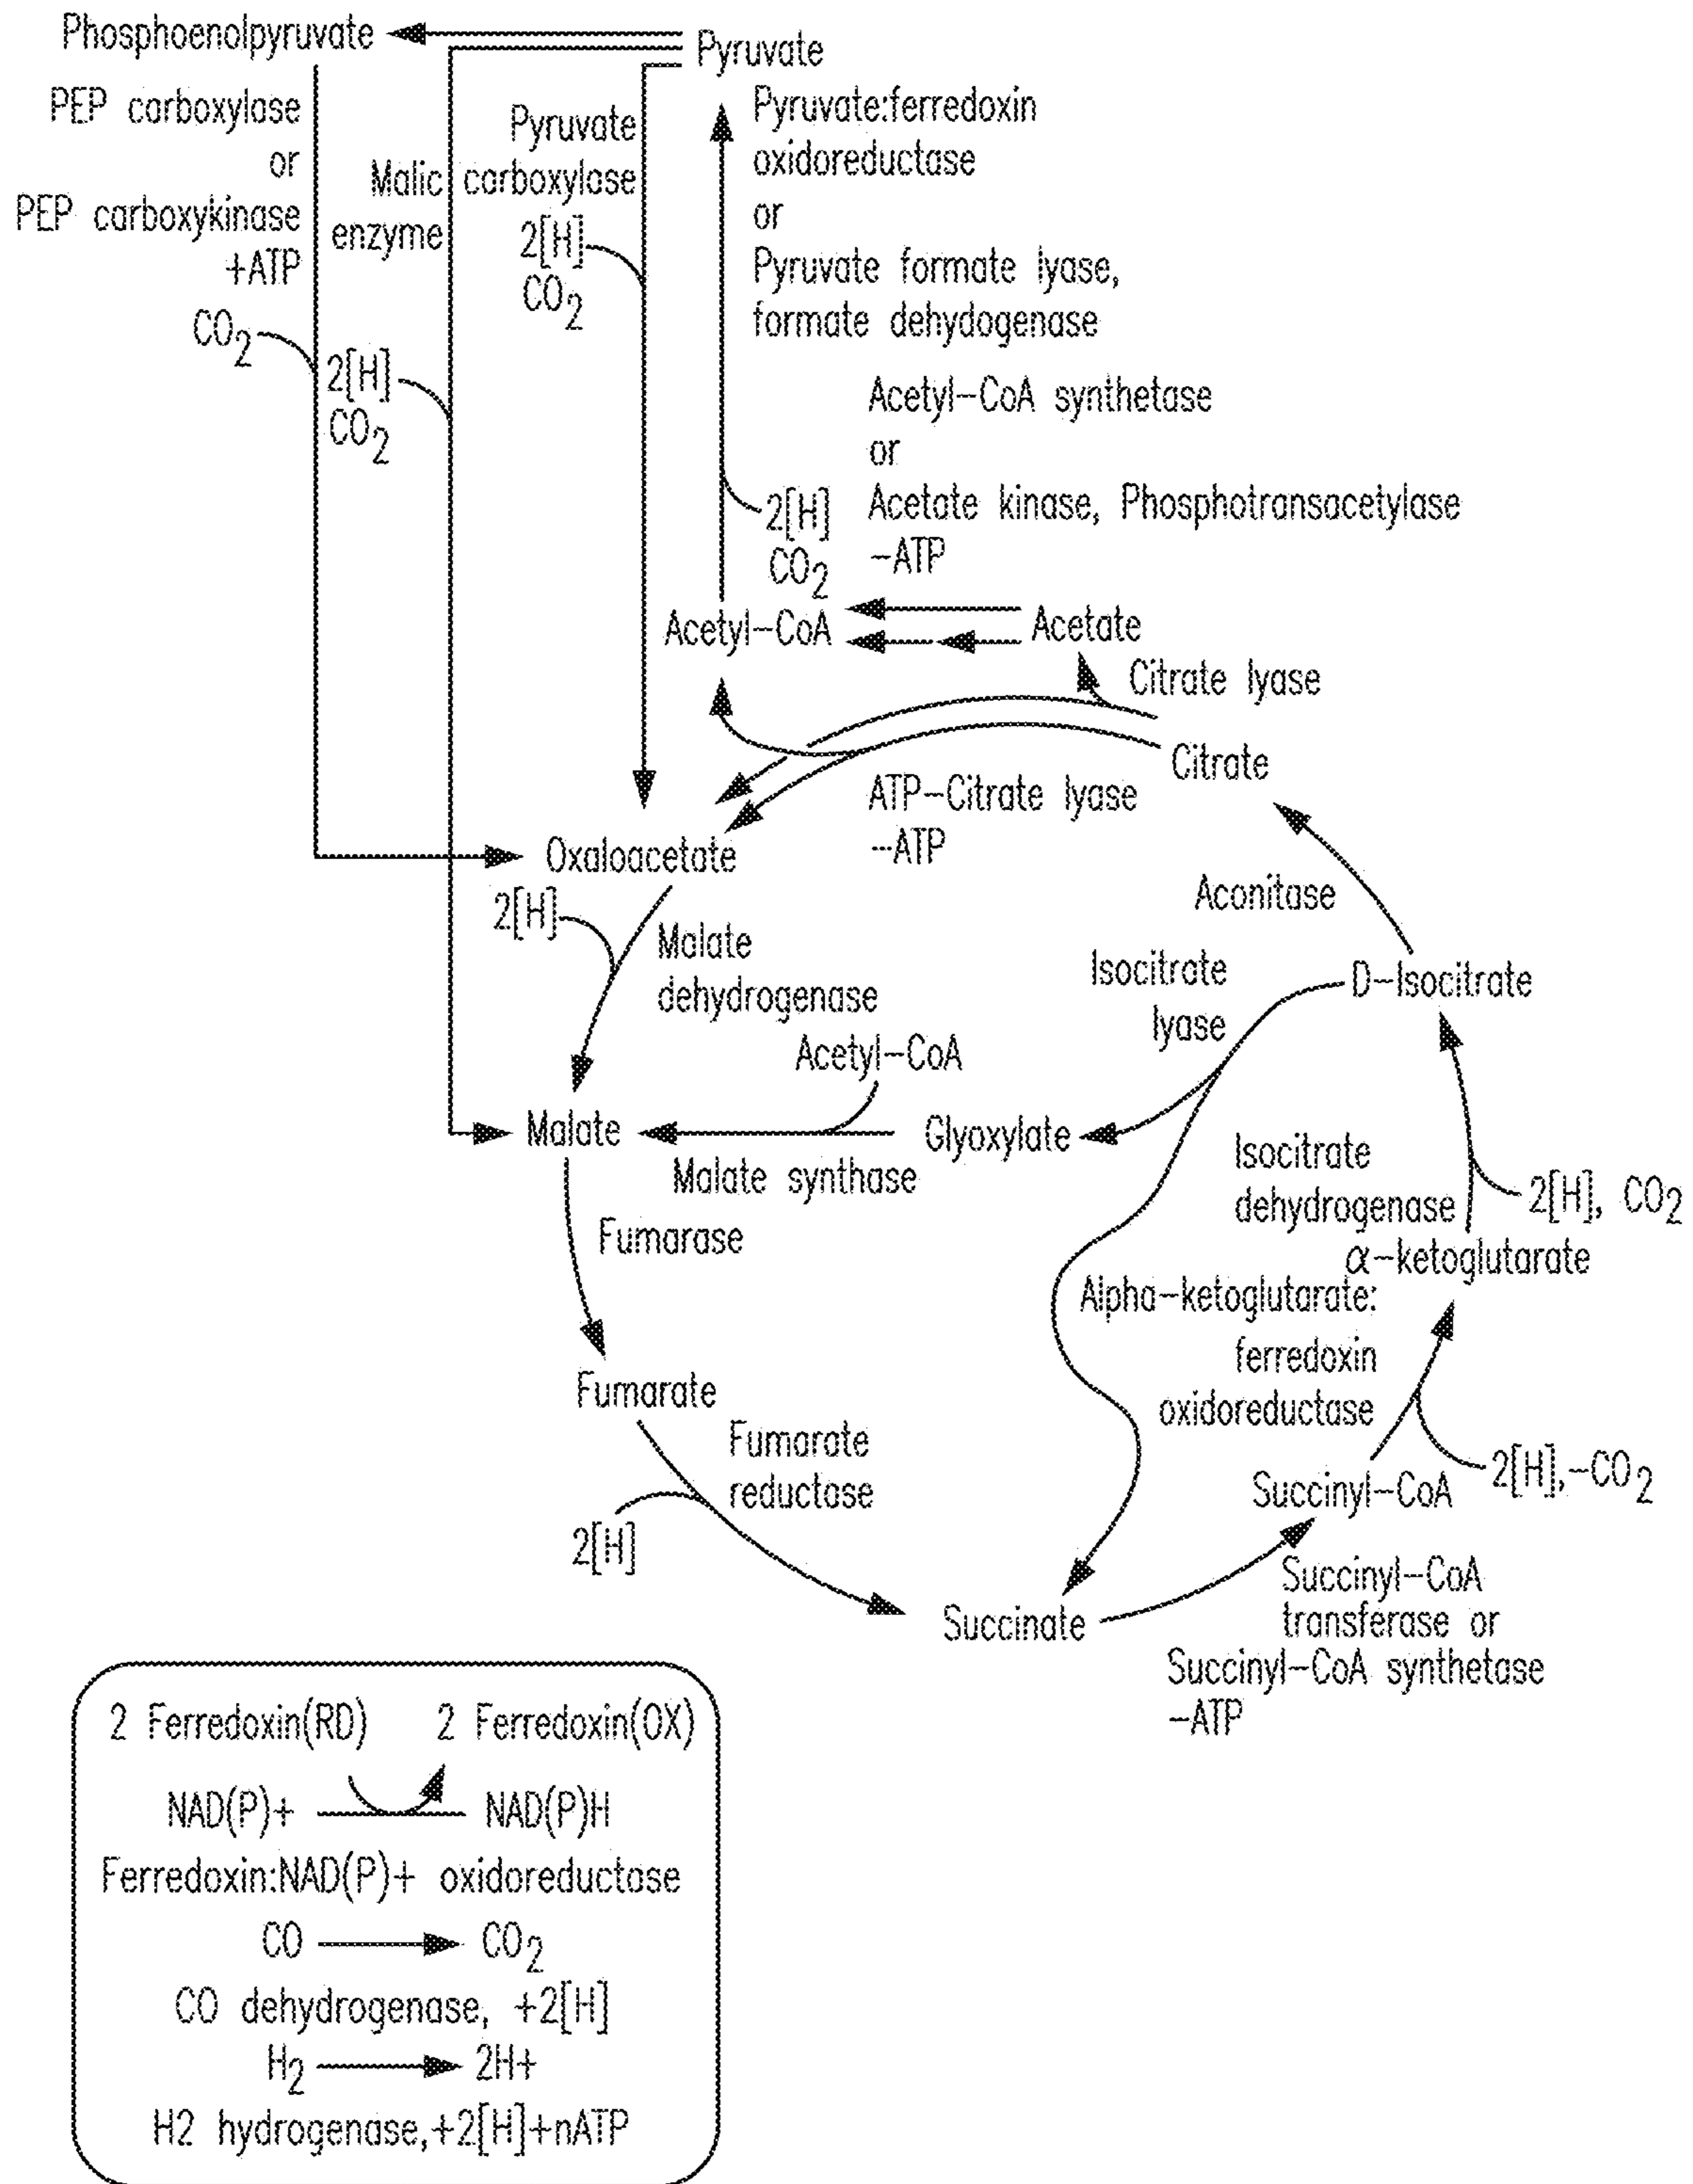 Phosphoenolpyruvate
Pyruvate
PEP carboxylase
or
PEP carboxykinase
+ATP
CO2
Malic
enzyme
2[H]
CO2
Pyruvate
carboxylase
2[H]
CO2
Pyruvate:ferredoxin
oxidoreductase
or
Pyruvate formate lyase,
formate dehydogenase
Acetyl-CoA synthetase
or
Acetate kinase, Phosphotransacetylase
-ATP
2[H]
CO2
Acetyl-CoA
Acetate
Citrate lyase
Citrate
ATP-Citrate lyase
-ATP
Oxaloacetate
2[H]
Malate
dehydrogenase
Aconitase
Isocitrate
lyase
D-Isocitrate
Acetyl-CoA
Malate
Glyoxylate
Malate synthase
Isocitrate
dehydrogenase
2[H], CO2
Fumarase
α-ketoglutarate
Alpha-ketoglutarate:
ferredoxin
oxidoreductase
Fumarate
Fumarate
reductase
2[H]
2[H],-CO2
Succinyl-CoA
Succinate
Succinyl-CoA
transferase or
Succinyl-CoA synthetase
-ATP
2 Ferredoxin(RD) 2 Ferredoxin(OX)
NAD(P)+ NAD(P)H
Ferredoxin:NAD(P)+ oxidoreductase
CO CO2
CO dehydrogenase, +2[H]
H2 2H+
H2 hydrogenase,+2[H]+nATP